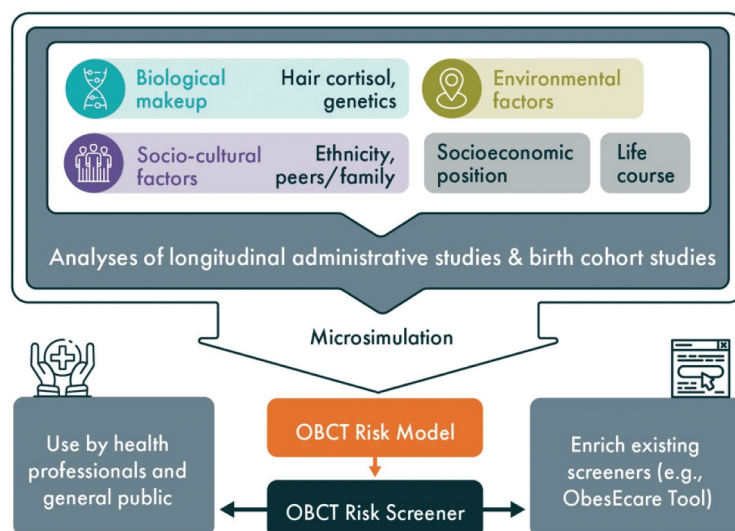 Biological
makeup
Hair cortisol,
genetics
Environmental
factors
Socio-cultural
factors
Ethnicity,
peers/family
Socioeconomic
position
Life
course
Analyses of longitudinal administrative studies & birth cohort studies
Microsimulation
Use by health
professionals and
general public
OBCT Risk Model
OBCT Risk Screener
Enrich existing
screeners (e.g.,
ObesEcare Tool)